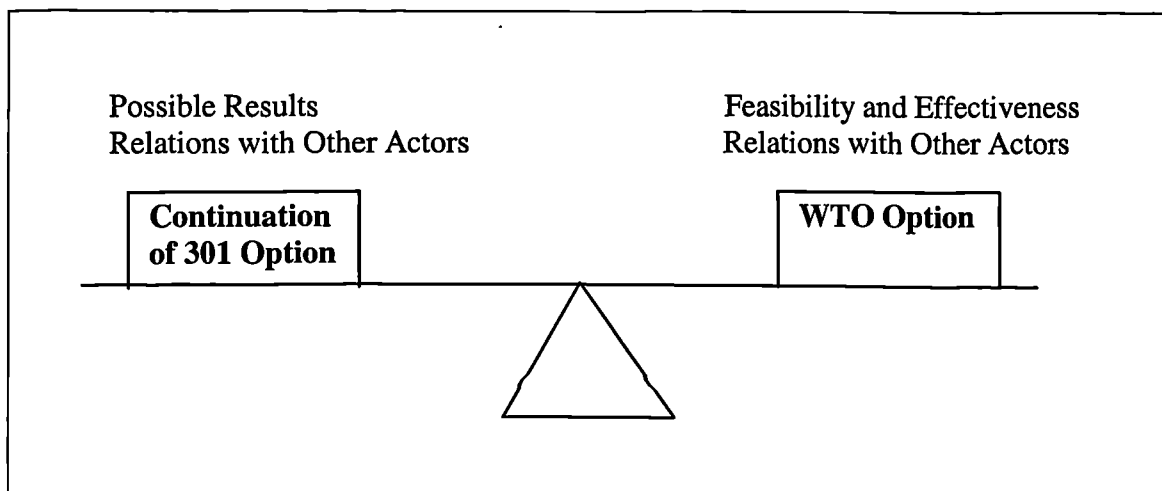 Possible Results
Relations with Other Actors
Feasibility and Effectiveness
Relations with Other Actors
Continuation
of 301 Option
WTO Option